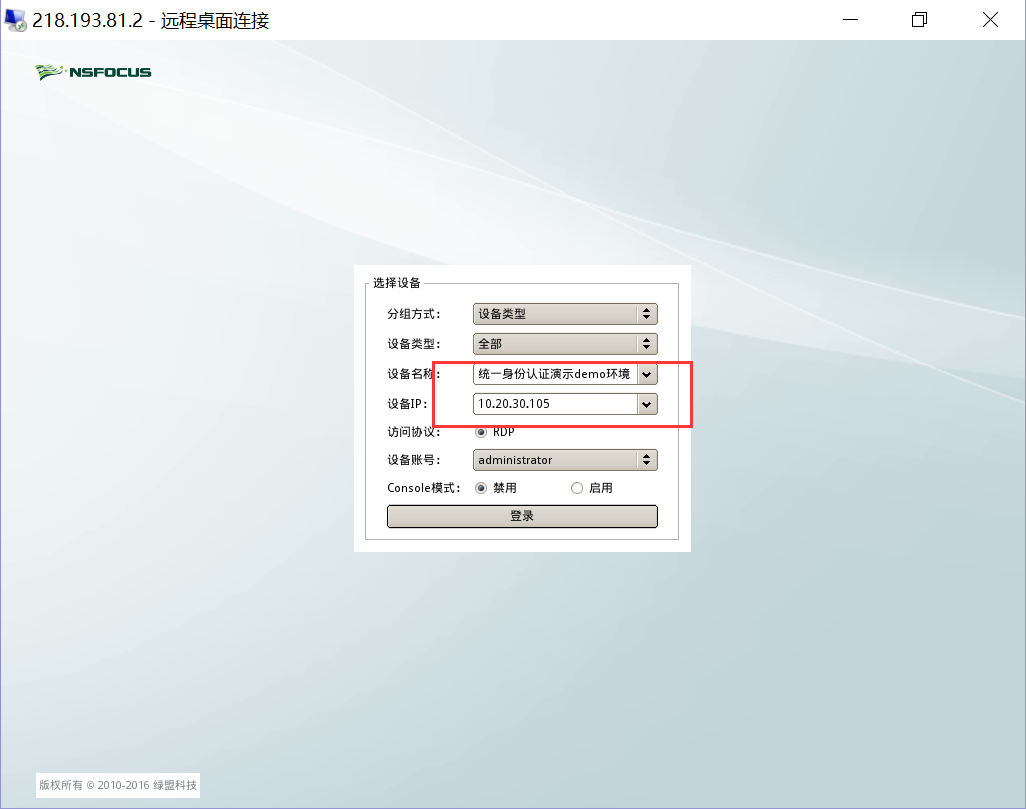 218.193.81.2 - 远程桌面连接
NSFOCUS
选择设备
分组方式： 设备类型
设备类型： 全部
设备名称： 统一身份认证演示demo环境
设备IP： 10.20.30.105
访问协议： RDP
设备账号： administrator
Console模式： 禁用 启用
登录
版权所有 © 2010-2016 绿盟科技